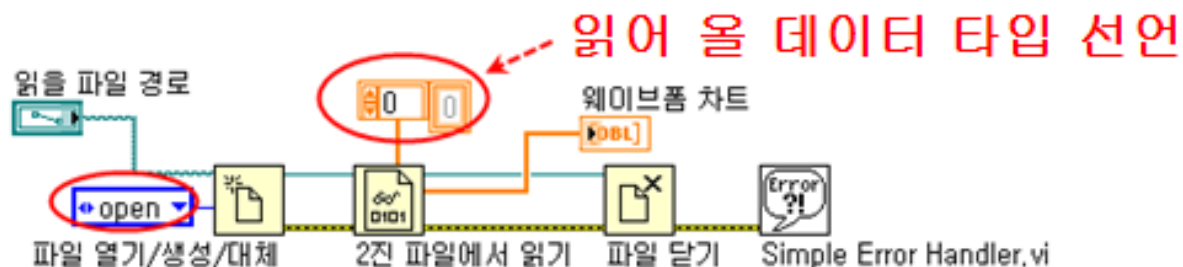 읽어 올 데이터 타입 선언
읽을 파일 경로
0
0
웨이브폼 차트
DBL]
open
0101
Error
?!
파일 열기/생성/대체
2진 파일에서 읽기
파일 닫기
Simple Error Handler.vi